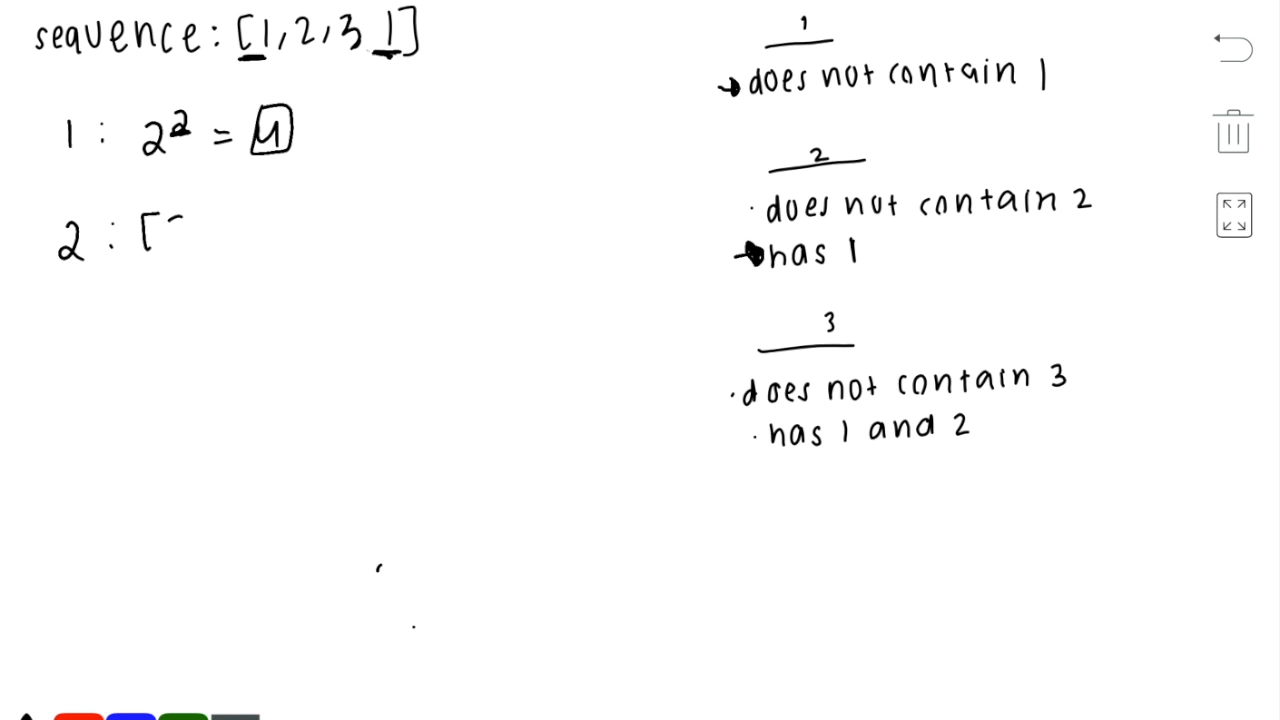 sequence: [1,2,3 1]
1 : 2² = 4
2 : [
1
does not contain 1
2
· does not contain 2
has 1
3
· does not contain 3
· has 1 and 2